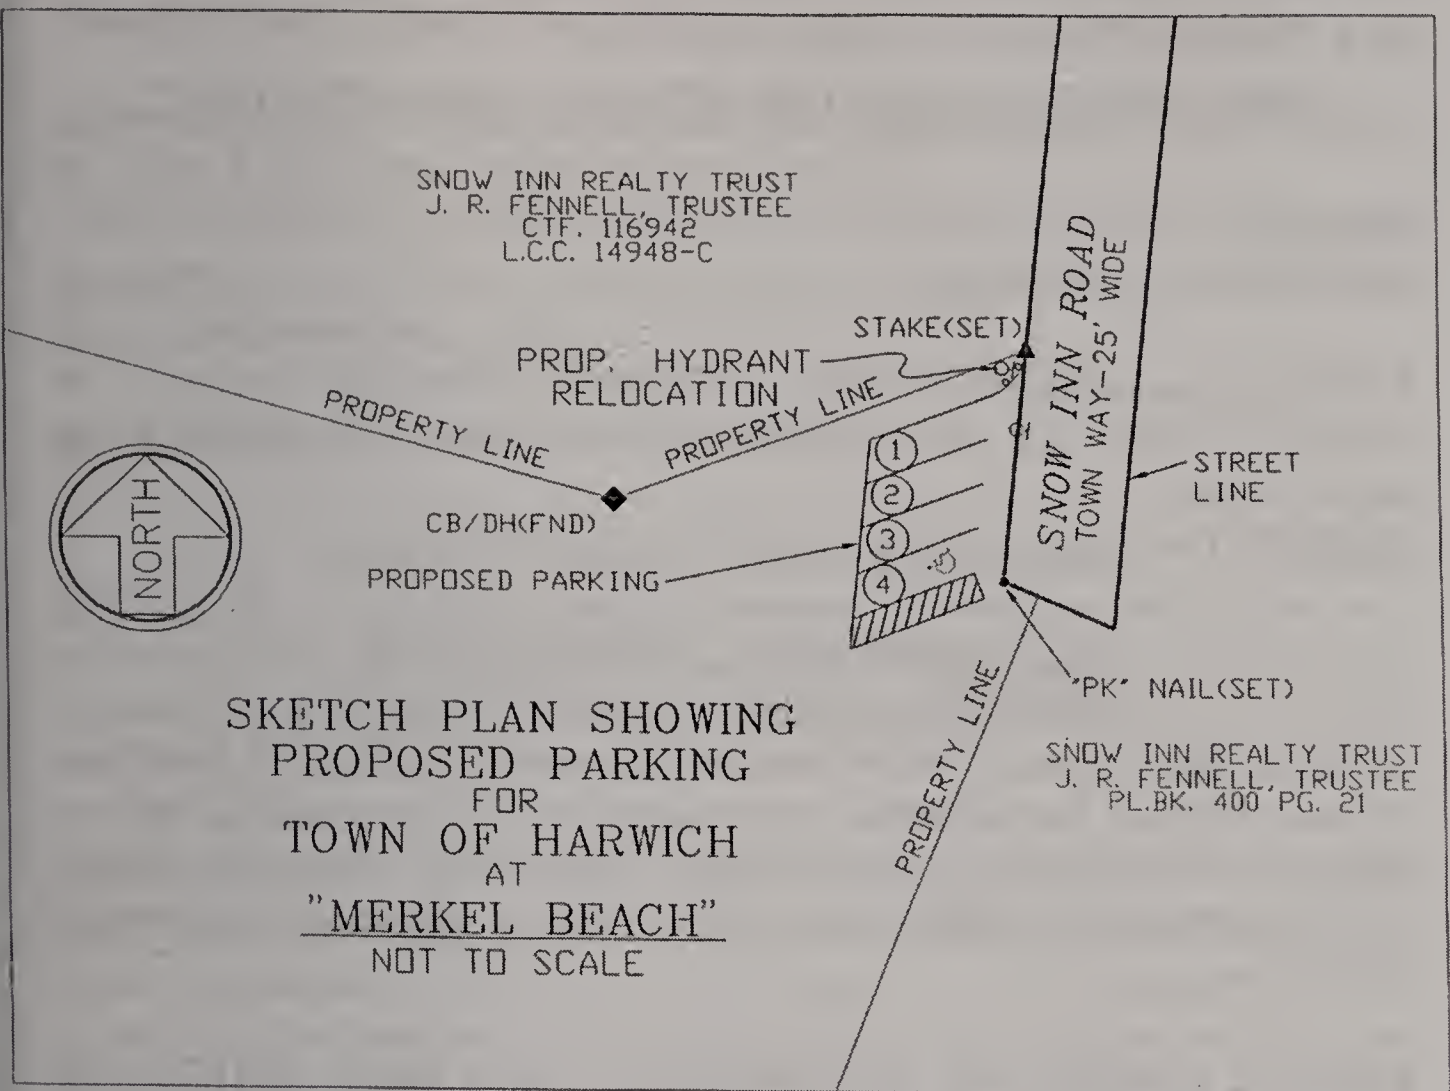 SNOW INN REALTY TRUST
J. R. FENNELL, TRUSTEE
CTF. 116942
L.C.C. 14948-C
SNOW INN ROAD
TOWN WAY-25' WIDE
STAKE(SET)
PROP. HYDRANT
RELOCATION
PROPERTY LINE
PROPERTY LINE
STREET
LINE
1
2
3
4
NORTH
CB/DH(FND)
PROPOSED PARKING
"PK" NAIL(SET)
PROPERTY LINE
SNOW INN REALTY TRUST
J. R. FENNELL, TRUSTEE
PL.BK. 400 PG. 21
SKETCH PLAN SHOWING
PROPOSED PARKING
FOR
TOWN OF HARWICH
AT
"MERKEL BEACH"
NOT TO SCALE